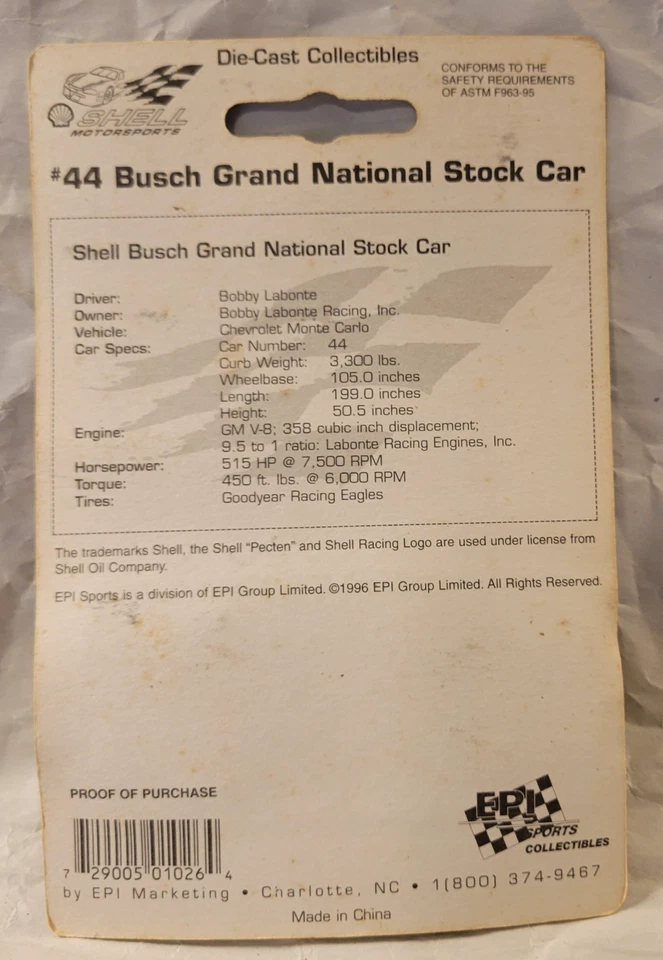 Die-Cast Collectibles
CONFORMS TO THE
SAFETY REQUIREMENTS
OF ASTM F963-95
SHELL
MOTORSPORTS
#44 Busch Grand National Stock Car
Shell Busch Grand National Stock Car
Driver: Bobby Labonte
Owner: Bobby Labonte Racing, Inc.
Vehicle: Chevrolet Monte Carlo
Car Specs: Car Number: 44
Curb Weight: 3,300 lbs.
Wheelbase: 105.0 inches
Length: 199.0 inches
Height: 50.5 inches
Engine: GM V-8; 358 cubic inch displacement;
9.5 to 1 ratio: Labonte Racing Engines, Inc.
Horsepower: 515 HP @ 7,500 RPM
Torque: 450 ft. lbs. @ 6,000 RPM
Tires: Goodyear Racing Eagles
The trademarks Shell, the Shell "Pecten" and Shell Racing Logo are used under license from
Shell Oil Company.
EPI Sports is a division of EPI Group Limited. ©1996 EPI Group Limited. All Rights Reserved.
PROOF OF PURCHASE
7 29005 01026 4
EPI
SPORTS
COLLECTIBLES
by EPI Marketing • Charlotte, NC • 1(800) 374-9467
Made in China